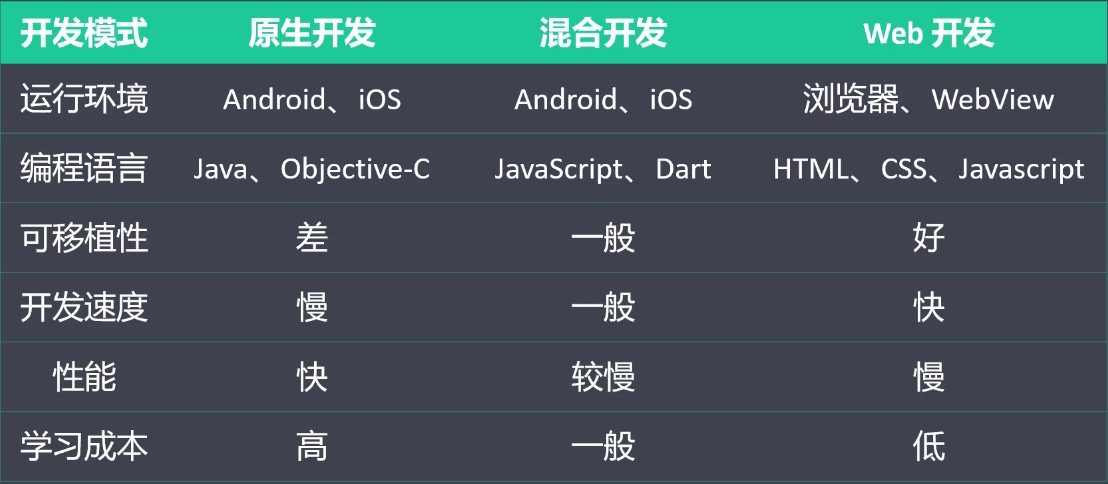 开发模式 原生开发 混合开发 Web 开发
运行环境 Android、iOS Android、iOS 浏览器、WebView
编程语言 Java、Objective-C JavaScript、Dart HTML、CSS、Javascript
可移植性 差 一般 好
开发速度 慢 一般 快
性能 快 较慢 慢
学习成本 高 一般 低